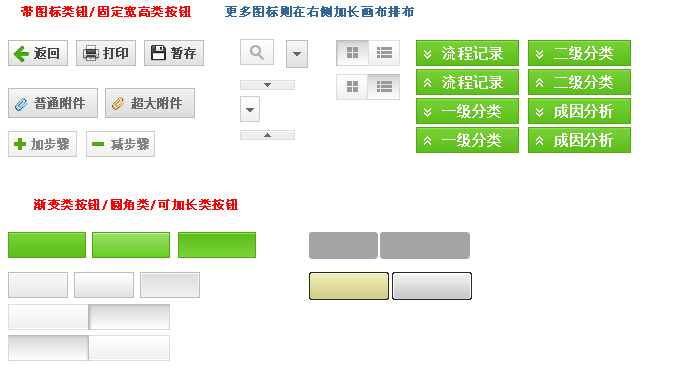 带图标类钮/固定宽高类按钮 更多图标则在右侧加长画布排布
返回 打印 暂存 流程记录 二级分类
流程记录 二级分类
普通附件 超大附件 一级分类 成因分析
加步骤 减步骤 一级分类 成因分析
渐变类按钮/圆角类/可加长类按钮